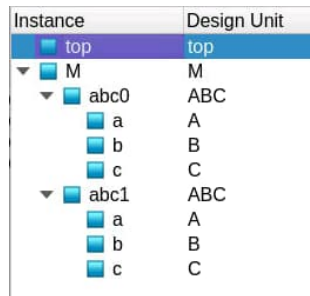 Instance Design Unit
top top
M M
abc0 ABC
a A
b B
c C
abc1 ABC
a A
b B
c C